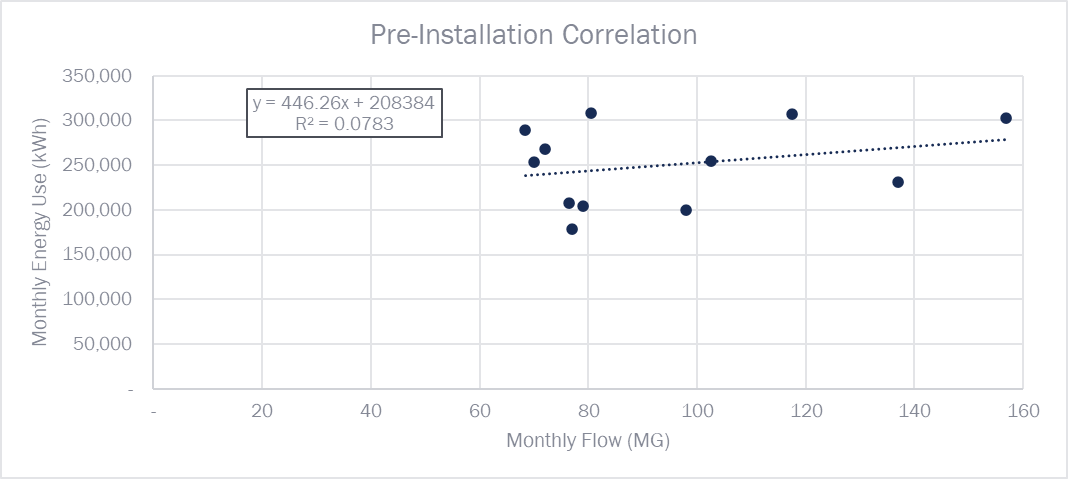 Pre-Installation Correlation
y = 446.26x + 208384
R² = 0.0783
Monthly Energy Use (kWh)
350,000
300,000
250,000
200,000
150,000
100,000
50,000
-
- 20 40 60 80 100 120 140 160
Monthly Flow (MG)